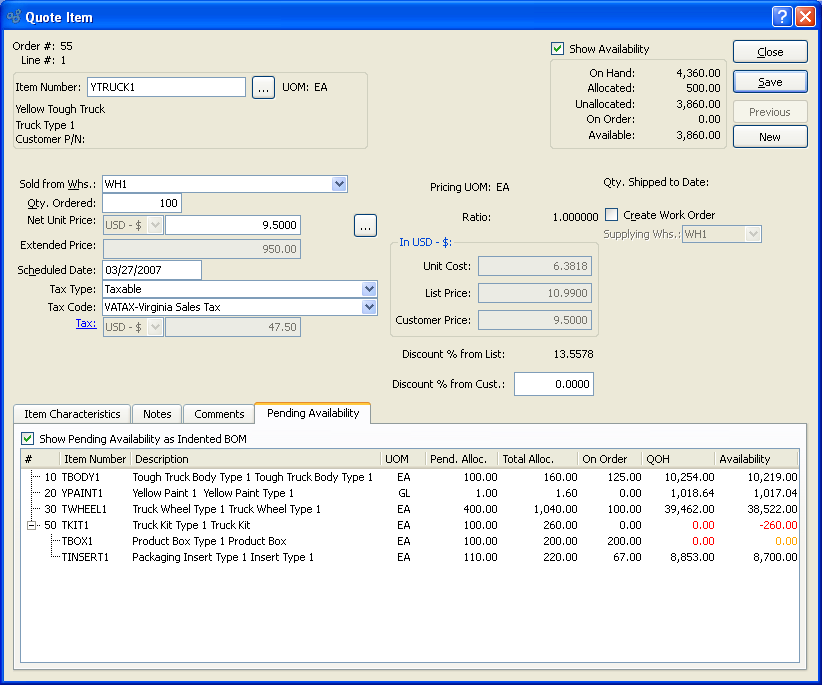 Quote Item
Order #: 55
Line #: 1
Item Number: YTRUCK1 ... UOM: EA
Yellow Tough Truck
Truck Type 1
Customer P/N:
Show Availability
On Hand: 4,360.00
Allocated: 500.00
Unallocated: 3,860.00
On Order: 0.00
Available: 3,860.00
Close
Save
Previous
New
Sold from Whs.: WH1
Qty. Ordered: 100
Net Unit Price: USD - $ 9.5000 ...
Extended Price: 950.00
Scheduled Date: 03/27/2007
Tax Type: Taxable
Tax Code: VATAX-Virginia Sales Tax
Tax: USD - $ 47.50
Pricing UOM: EA
Ratio: 1.000000
In USD - $:
Unit Cost: 6.3818
List Price: 10.9900
Customer Price: 9.5000
Discount % from List: 13.5578
Discount % from Cust.: 0.0000
Qty. Shipped to Date:
Create Work Order
Supplying Whs.: WH1
Item Characteristics Notes Comments Pending Availability
Show Pending Availability as Indented BOM
# Item Number Description UOM Pend. Alloc. Total Alloc. On Order QOH Availability
10 TBODY1 Tough Truck Body Type 1 Tough Truck Body Type 1 EA 100.00 160.00 125.00 10,254.00 10,219.00
20 YPAINT1 Yellow Paint 1 Yellow Paint Type 1 GL 1.00 1.60 0.00 1,018.64 1,017.04
30 TWHEEL1 Truck Wheel Type 1 Truck Wheel Type 1 EA 400.00 1,040.00 100.00 39,462.00 38,522.00
50 TKIT1 Truck Kit Type 1 Truck Kit EA 100.00 260.00 0.00 0.00 -260.00
TBOX1 Product Box Type 1 Product Box EA 100.00 200.00 200.00 0.00 0.00
TINSERT1 Packaging Insert Type 1 Insert Type 1 EA 110.00 220.00 67.00 8,853.00 8,700.00